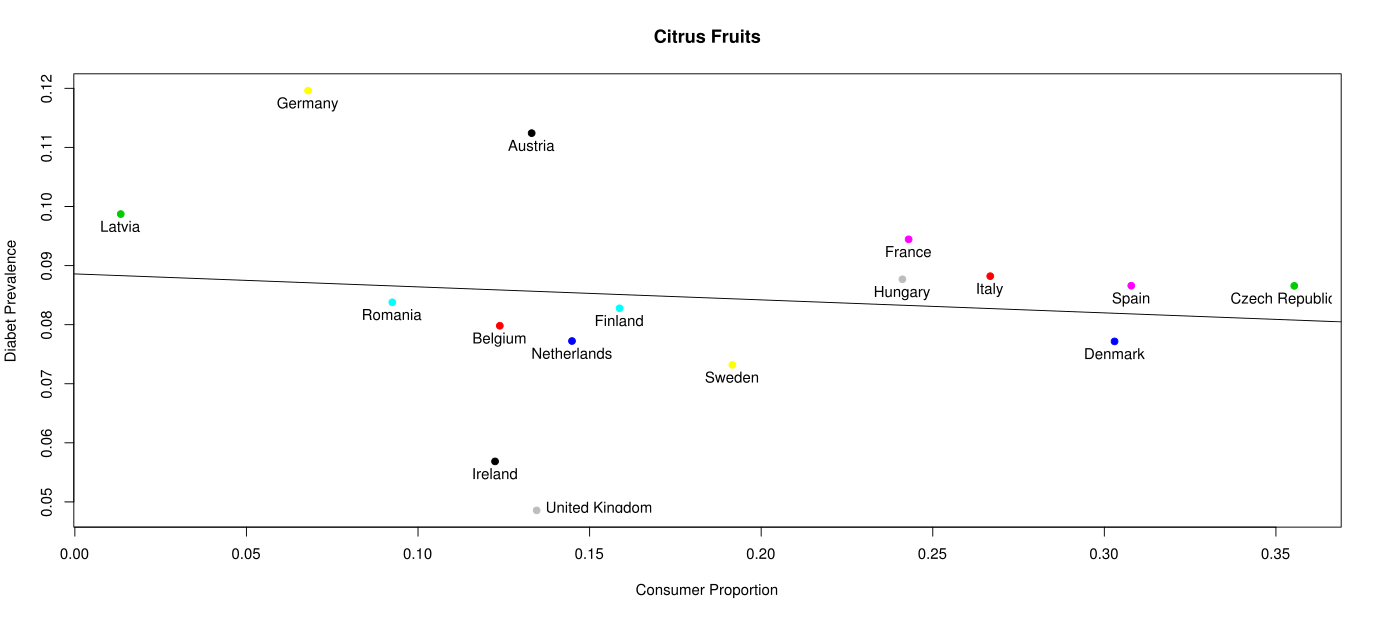 Citrus Fruits
Diabet Prevalence
0.12
0.11
0.10
0.09
0.08
0.07
0.06
0.05
Germany
Austria
Latvia
France
Hungary
Italy
Spain
Czech Republic
Romania
Finland
Belgium
Netherlands
Denmark
Sweden
Ireland
United Kingdom
0.00 0.05 0.10 0.15 0.20 0.25 0.30 0.35
Consumer Proportion